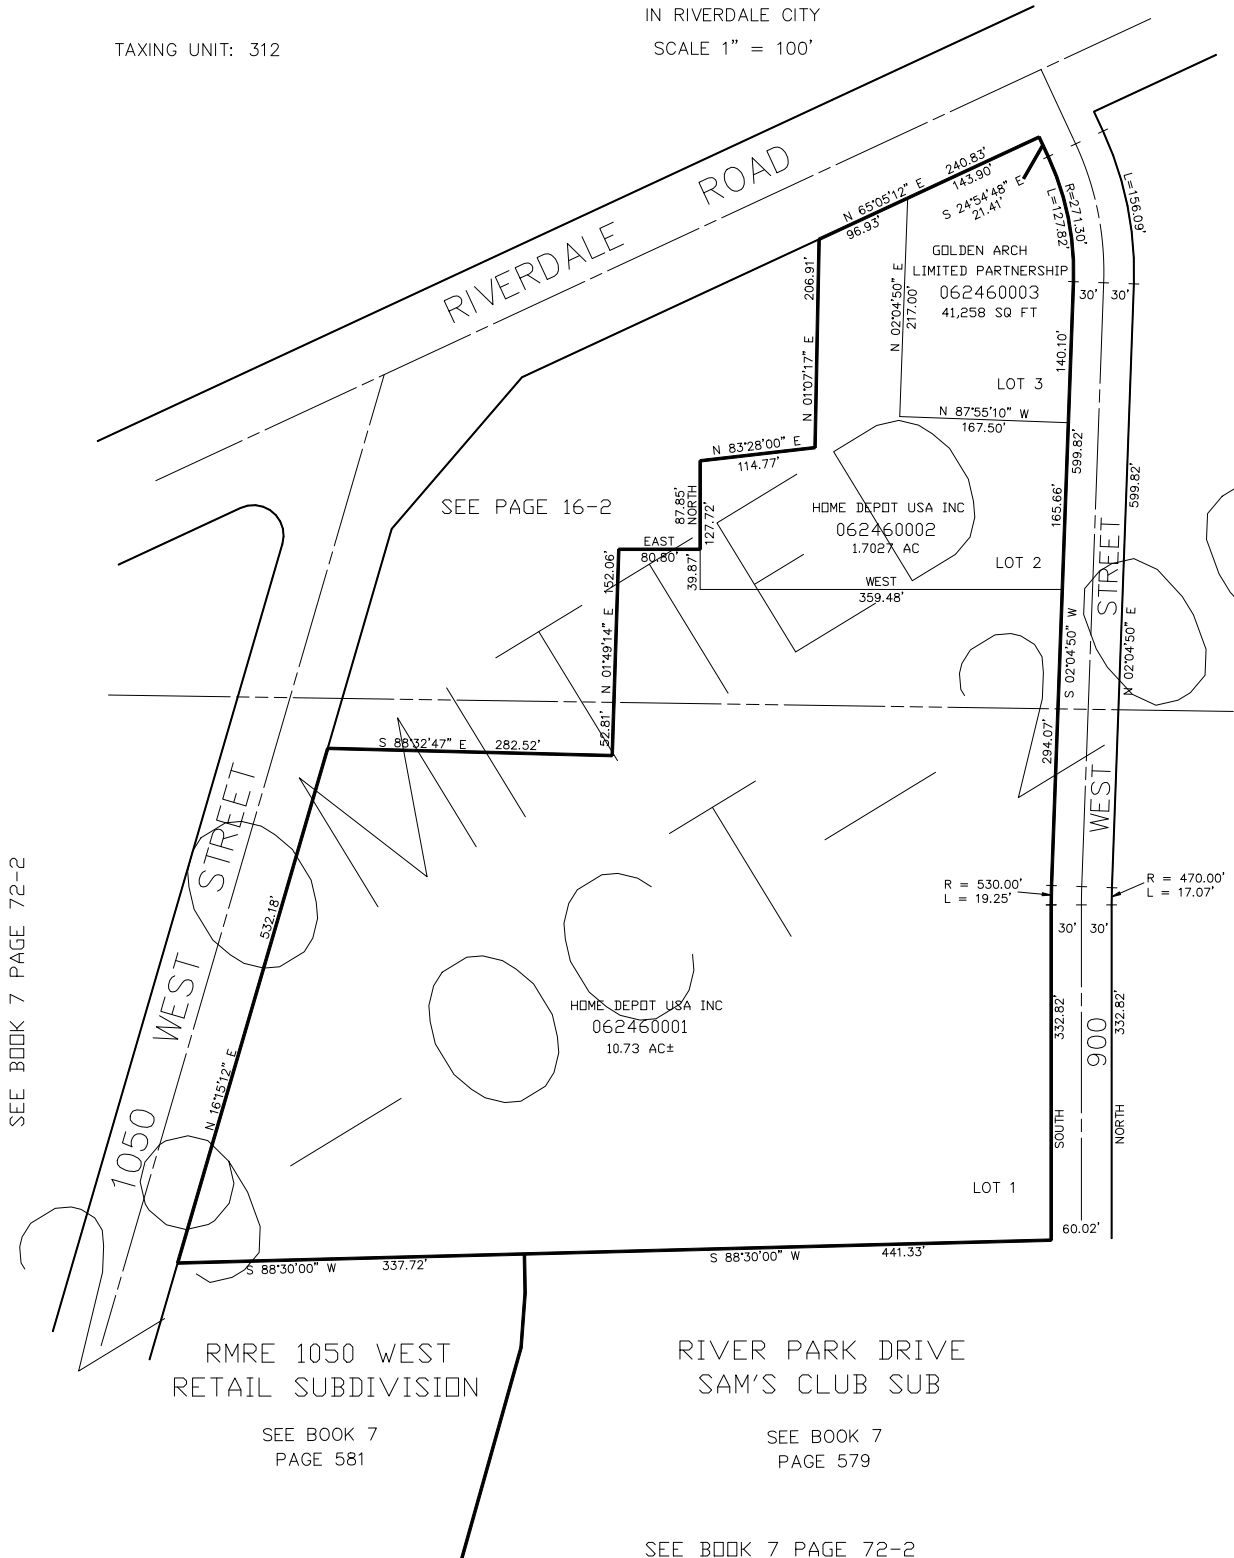 IN RIVERDALE CITY
TAXING UNIT: 312
SCALE 1" = 100'
RIVERDALE ROAD
N 65°05'12" E
240.83'
143.90'
96.93'
S 24°54'48" E
21.41'
R=271.30'
L=127.82'
L=156.09'
GOLDEN ARCH
LIMITED PARTNERSHIP
062460003
41,258 SQ FT
30'
30'
206.91'
N 01°07'17" E
N 02°04'50" E
217.00'
140.10'
LOT 3
N 87°55'10" W
167.50'
N 83°28'00" E
114.77'
599.82'
599.82'
SEE PAGE 16-2
87.85'
NORTH
127.72'
165.66'
HOME DEPOT USA INC
062460002
1.7027 AC
LOT 2
EAST
80.80'
39.87'
WEST
359.48'
152.06'
N 01°49'14" E
52.81'
S 02°04'50" W
N 02°04'50" E
294.07'
S 88°32'47" E
282.52'
900 WEST STREET
1050 WEST STREET
532.18'
N 16°15'12" E
R = 530.00'
L = 19.25'
R = 470.00'
L = 17.07'
30'
30'
SEE BOOK 7 PAGE 72-2
HOME DEPOT USA INC
062460001
10.73 AC±
332.82'
332.82'
SOUTH
NORTH
LOT 1
60.02'
S 88°30'00" W
337.72'
S 88°30'00" W
441.33'
RMRE 1050 WEST
RETAIL SUBDIVISION
SEE BOOK 7
PAGE 581
RIVER PARK DRIVE
SAM'S CLUB SUB
SEE BOOK 7
PAGE 579
SEE BOOK 7 PAGE 72-2